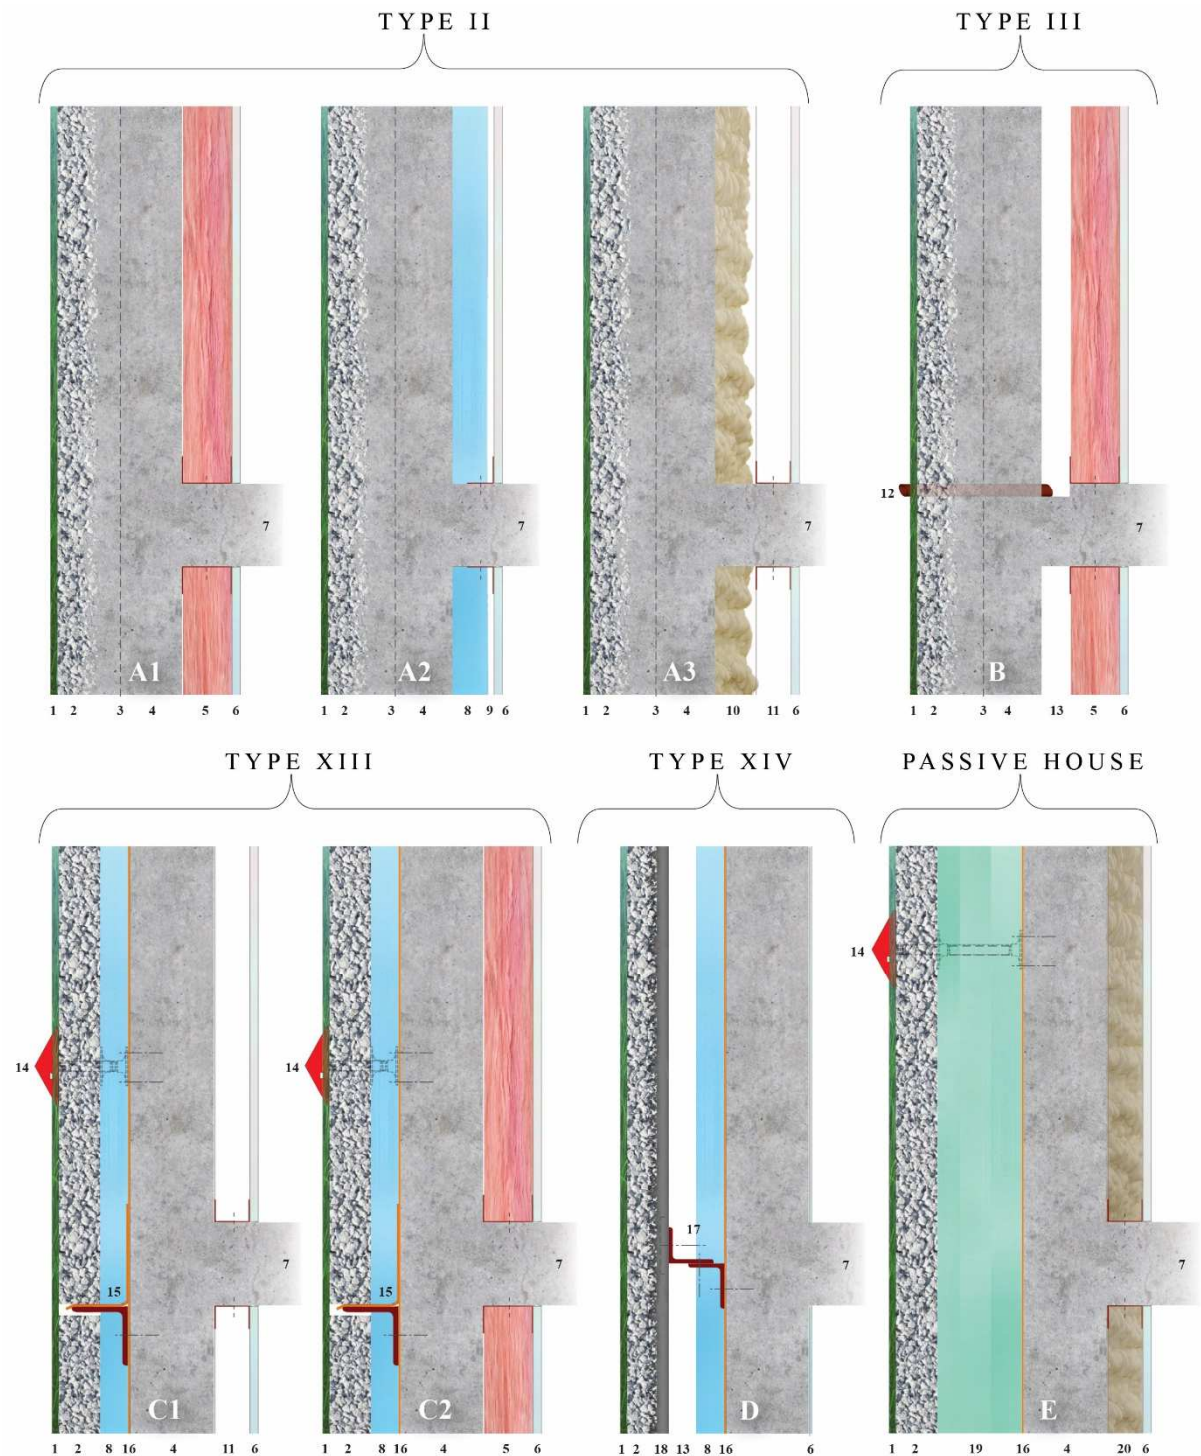 TYPE II
TYPE III
7
7
7
12
7
A1
A2
A3
B
1 2 3 4 5 6
1 2 3 4 8 9 6
1 2 3 4 10 11 6
1 2 3 4 13 5 6
TYPE XIII
TYPE XIV
PASSIVE HOUSE
14
14
14
17
15
7
15
7
7
7
C1
C2
D
E
1 2 8 16 4 11 6
1 2 8 16 4 5 6
1 2 18 13 8 16 6
1 2 19 16 4 20 6